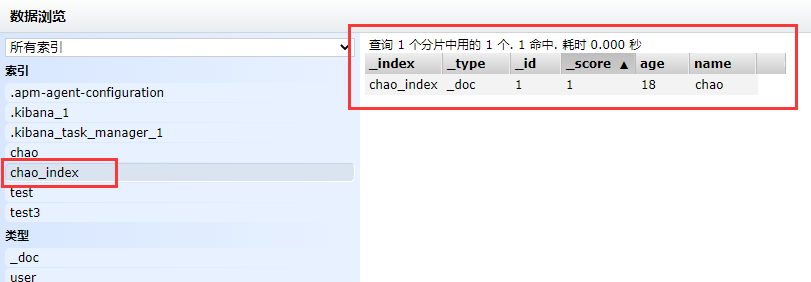 数据浏览
所有索引
索引
.apm-agent-configuration
.kibana_1
.kibana_task_manager_1
chao
chao_index
test
test3
类型
_doc
user
查询 1 个分片中用的 1 个. 1 命中. 耗时 0.000 秒
_index _type _id _score ▲ age name
chao_index _doc 1 1 18 chao